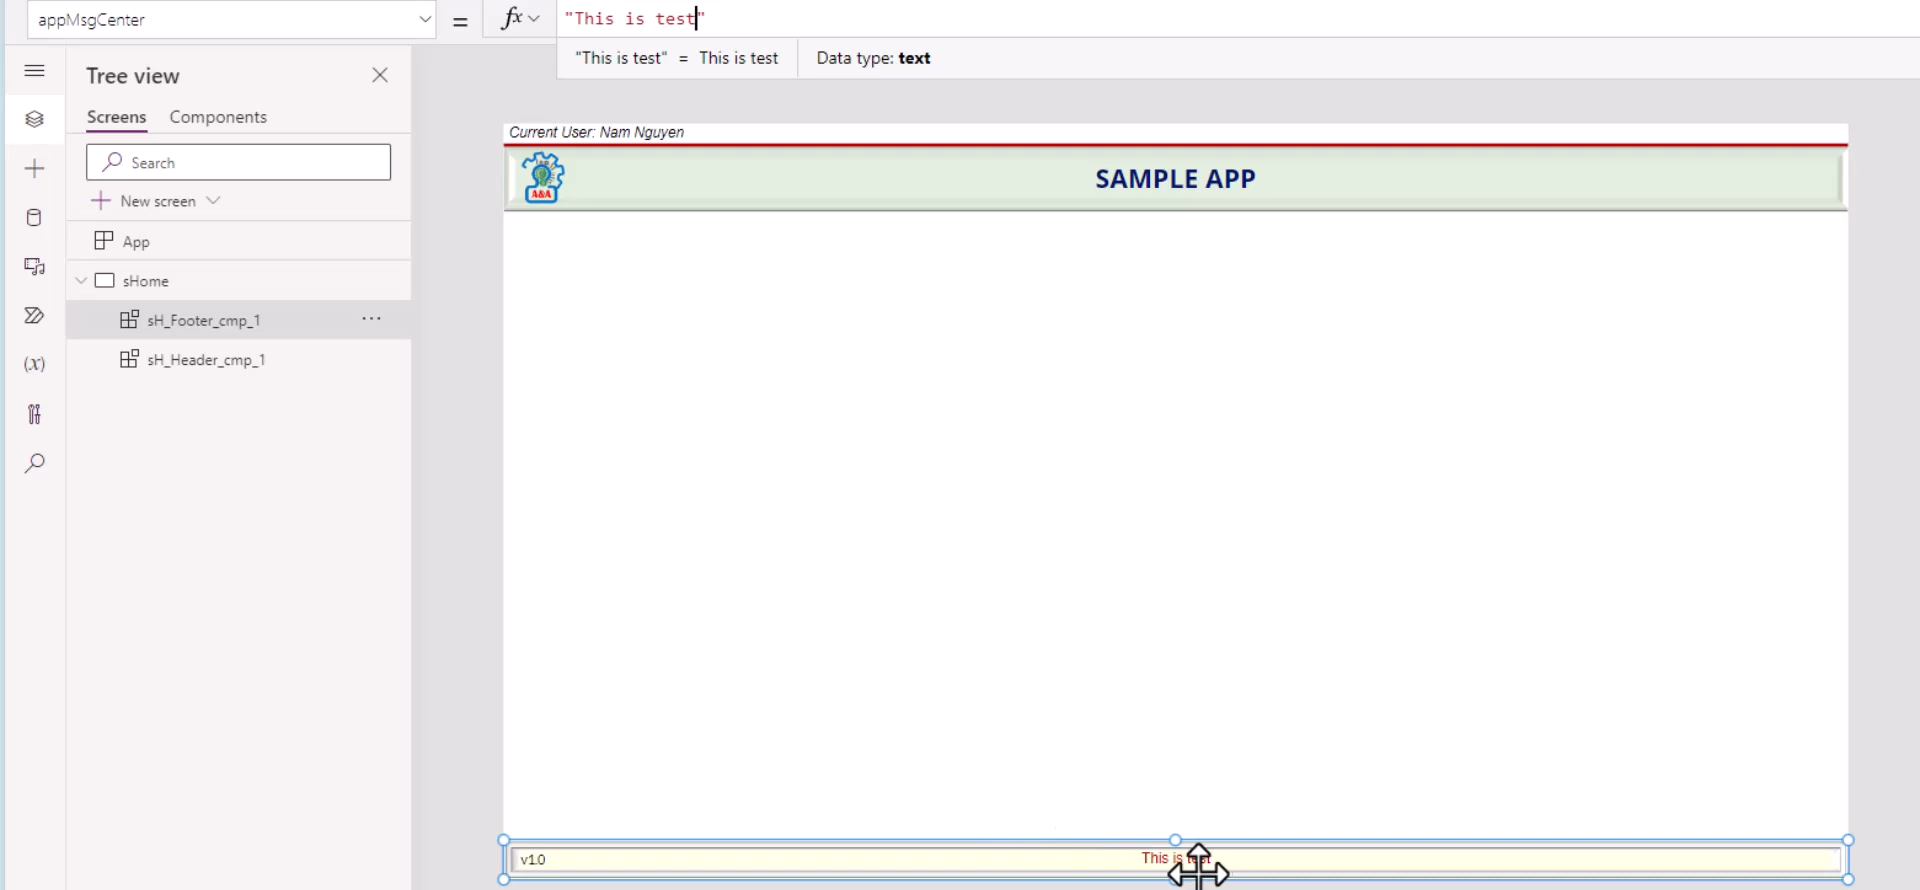 appMsgCenter = fx "This is test"
"This is test" = This is test Data type: text
Tree view
Screens Components
Search
New screen
App
sHome
sH_Footer_cmp_1 ...
sH_Header_cmp_1
(x)
Current User: Nam Nguyen
A&A
SAMPLE APP
v1.0 This is test